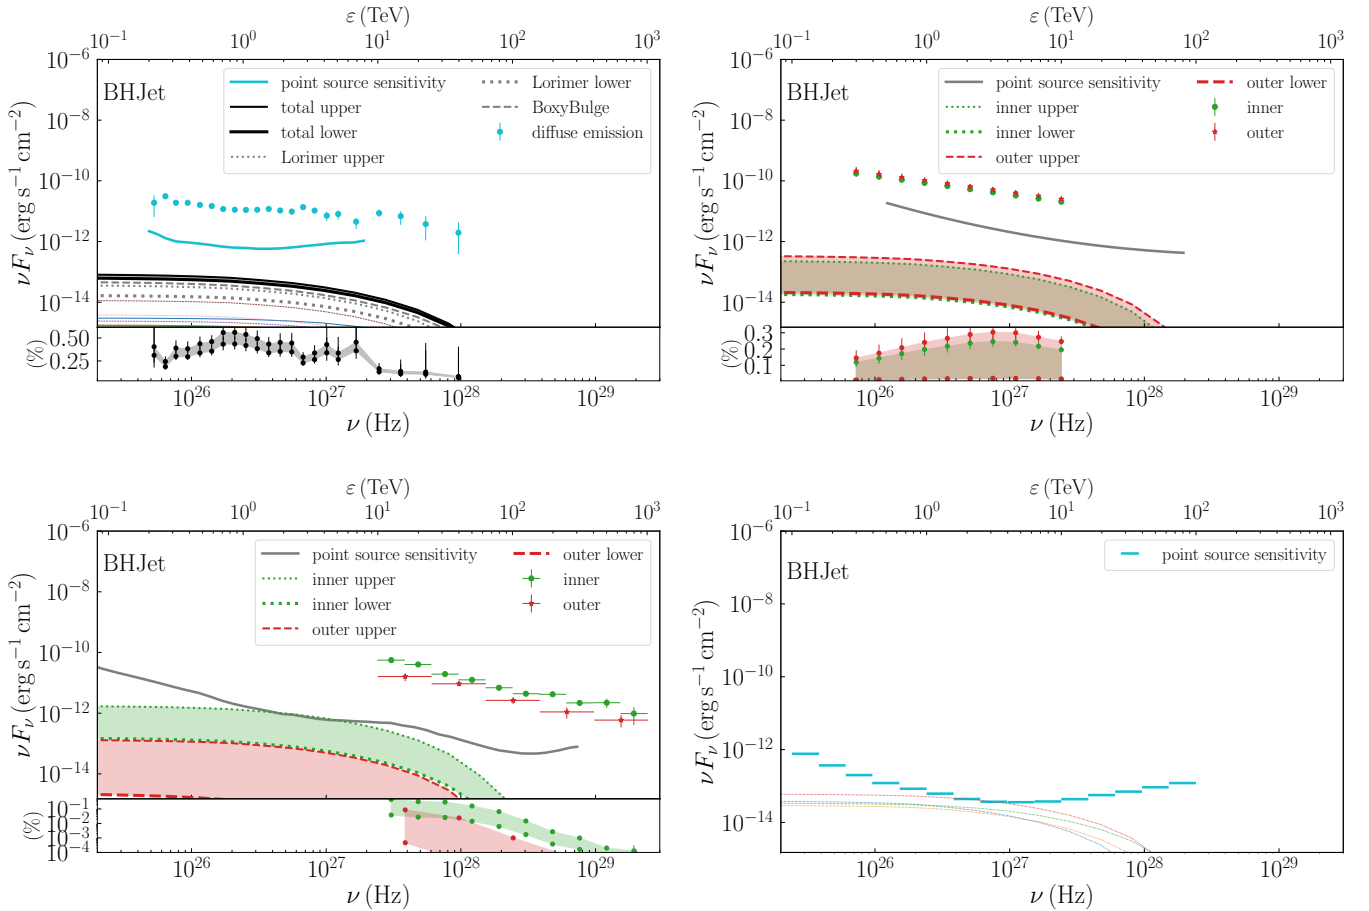 ε (TeV)
10⁻¹ 10⁰ 10¹ 10² 10³
10⁻⁶
10⁻⁸
10⁻¹⁰
10⁻¹²
10⁻¹⁴
νF_ν (erg s⁻¹ cm⁻²)
BHJet
point source sensitivity
total upper
total lower
Lorimer upper
Lorimer lower
BoxyBulge
diffuse emission
0.50
0.25
(%)
10²⁶ 10²⁷ 10²⁸ 10²⁹
ν (Hz)
ε (TeV)
10⁻¹ 10⁰ 10¹ 10² 10³
10⁻⁶
10⁻⁸
10⁻¹⁰
10⁻¹²
10⁻¹⁴
νF_ν (erg s⁻¹ cm⁻²)
BHJet
point source sensitivity
inner upper
inner lower
outer upper
outer lower
inner
outer
0.3
0.2
0.1
(%)
10²⁶ 10²⁷ 10²⁸ 10²⁹
ν (Hz)
ε (TeV)
10⁻¹ 10⁰ 10¹ 10² 10³
10⁻⁶
10⁻⁸
10⁻¹⁰
10⁻¹²
10⁻¹⁴
νF_ν (erg s⁻¹ cm⁻²)
BHJet
point source sensitivity
inner upper
inner lower
outer upper
outer lower
inner
outer
10⁻¹
10⁻²
10⁻³
10⁻⁴
(%)
10²⁶ 10²⁷ 10²⁸ 10²⁹
ν (Hz)
ε (TeV)
10⁻¹ 10⁰ 10¹ 10² 10³
10⁻⁶
10⁻⁸
10⁻¹⁰
10⁻¹²
10⁻¹⁴
νF_ν (erg s⁻¹ cm⁻²)
BHJet
point source sensitivity
10²⁶ 10²⁷ 10²⁸ 10²⁹
ν (Hz)